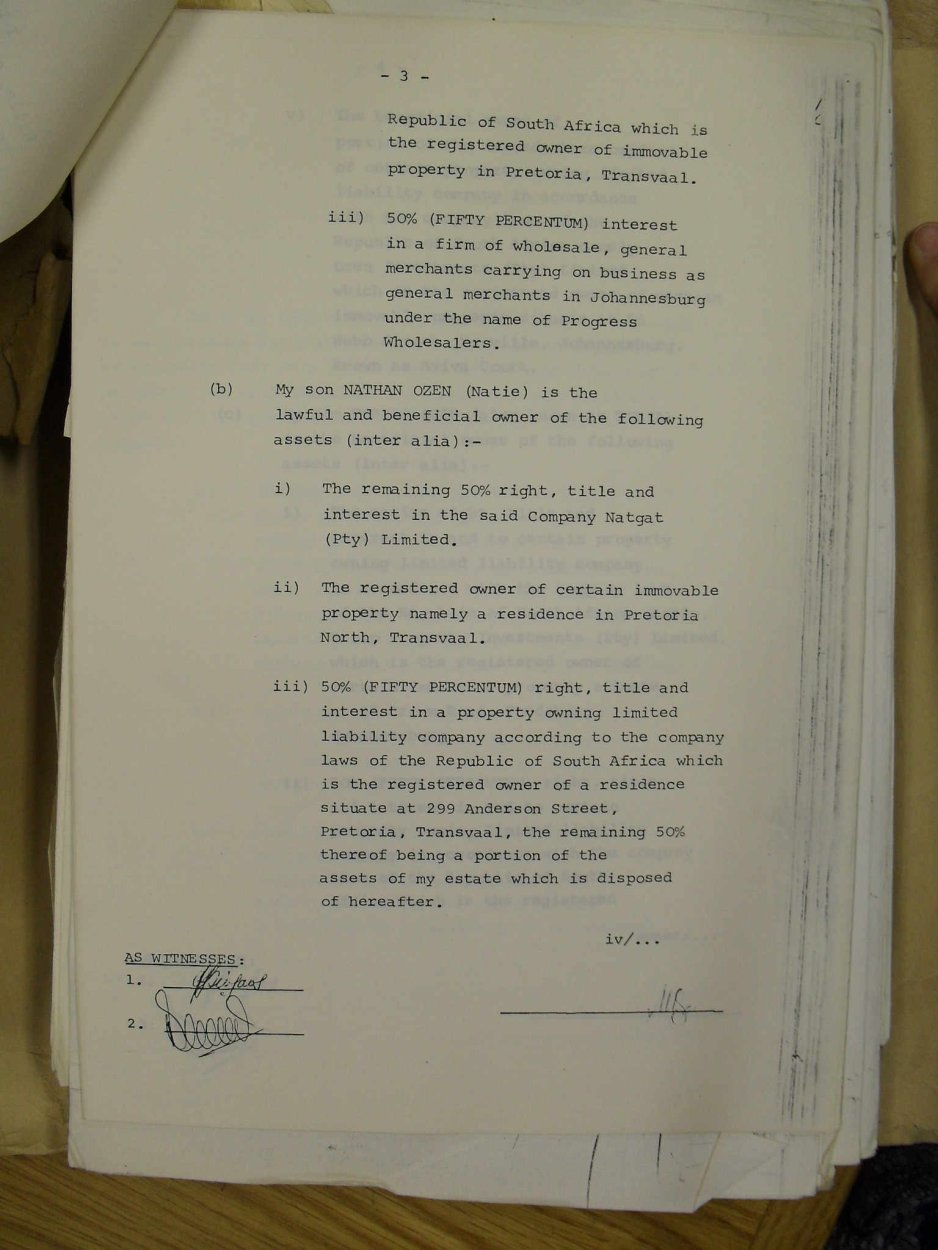 - 3 -
Republic of South Africa which is
the registered owner of immovable
property in Pretoria, Transvaal.
iii) 50% (FIFTY PERCENTUM) interest
in a firm of wholesale, general
merchants carrying on business as
general merchants in Johannesburg
under the name of Progress
Wholesalers.
(b) My son NATHAN OZEN (Natie) is the
lawful and beneficial owner of the following
assets (inter alia):-
i) The remaining 50% right, title and
interest in the said Company Natgat
(Pty) Limited.
ii) The registered owner of certain immovable
property namely a residence in Pretoria
North, Transvaal.
iii) 50% (FIFTY PERCENTUM) right, title and
interest in a property owning limited
liability company according to the company
laws of the Republic of South Africa which
is the registered owner of a residence
situate at 299 Anderson Street,
Pretoria, Transvaal, the remaining 50%
thereof being a portion of the
assets of my estate which is disposed
of hereafter.
iv/...
AS WITNESSES:
1.
2.